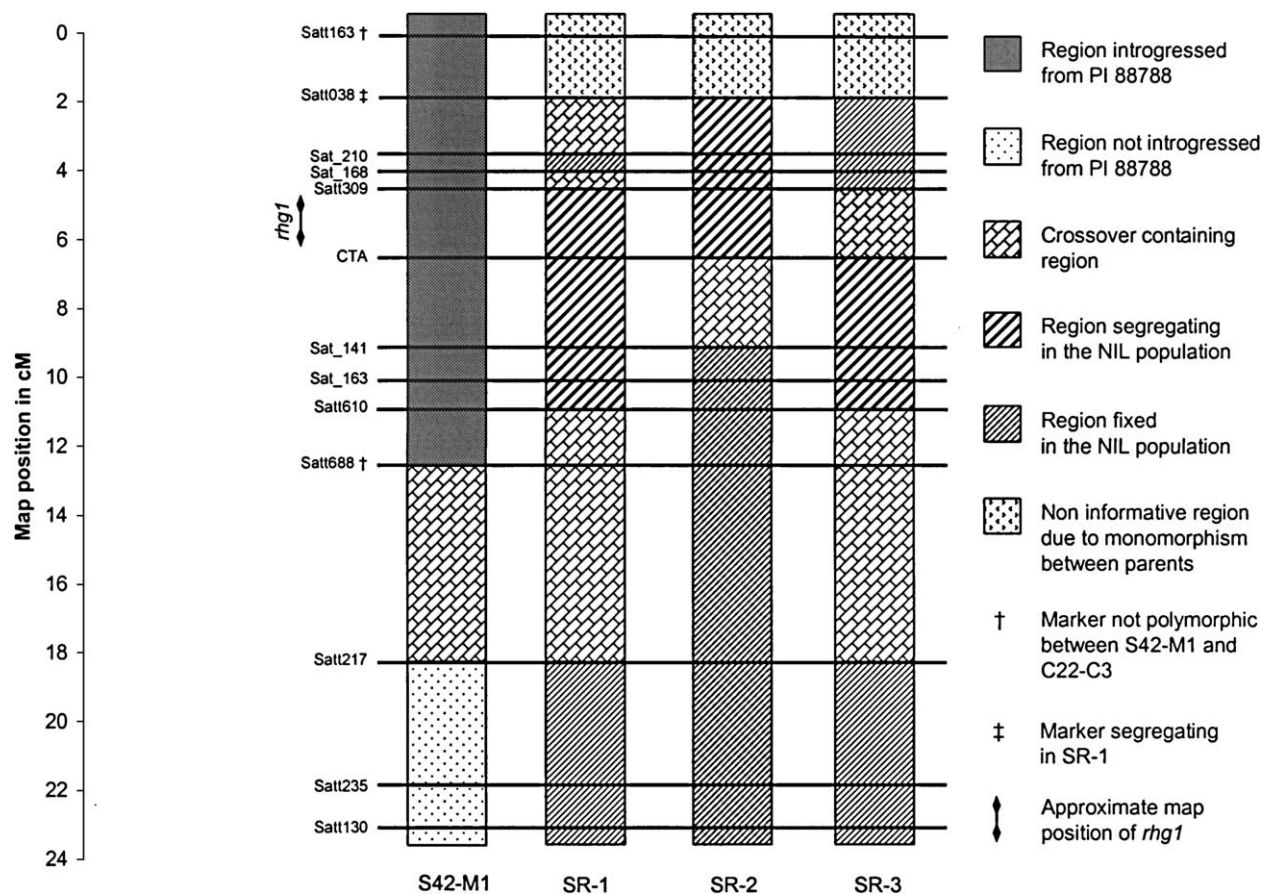 Map position in cM
0
2
4
6
8
10
12
14
16
18
20
22
24
rhg1
Satt163 †
Satt038 ‡
Sat_210
Sat_168
Satt309
CTA
Sat_141
Sat_163
Satt610
Satt688 †
Satt217
Satt235
Satt130
S42-M1
SR-1
SR-2
SR-3
Region introgressed
from PI 88788
Region not introgressed
from PI 88788
Crossover containing
region
Region segregating
in the NIL population
Region fixed
in the NIL population
Non informative region
due to monomorphism
between parents
† Marker not polymorphic
between S42-M1 and
C22-C3
‡ Marker segregating
in SR-1
Approximate map
position of rhg1